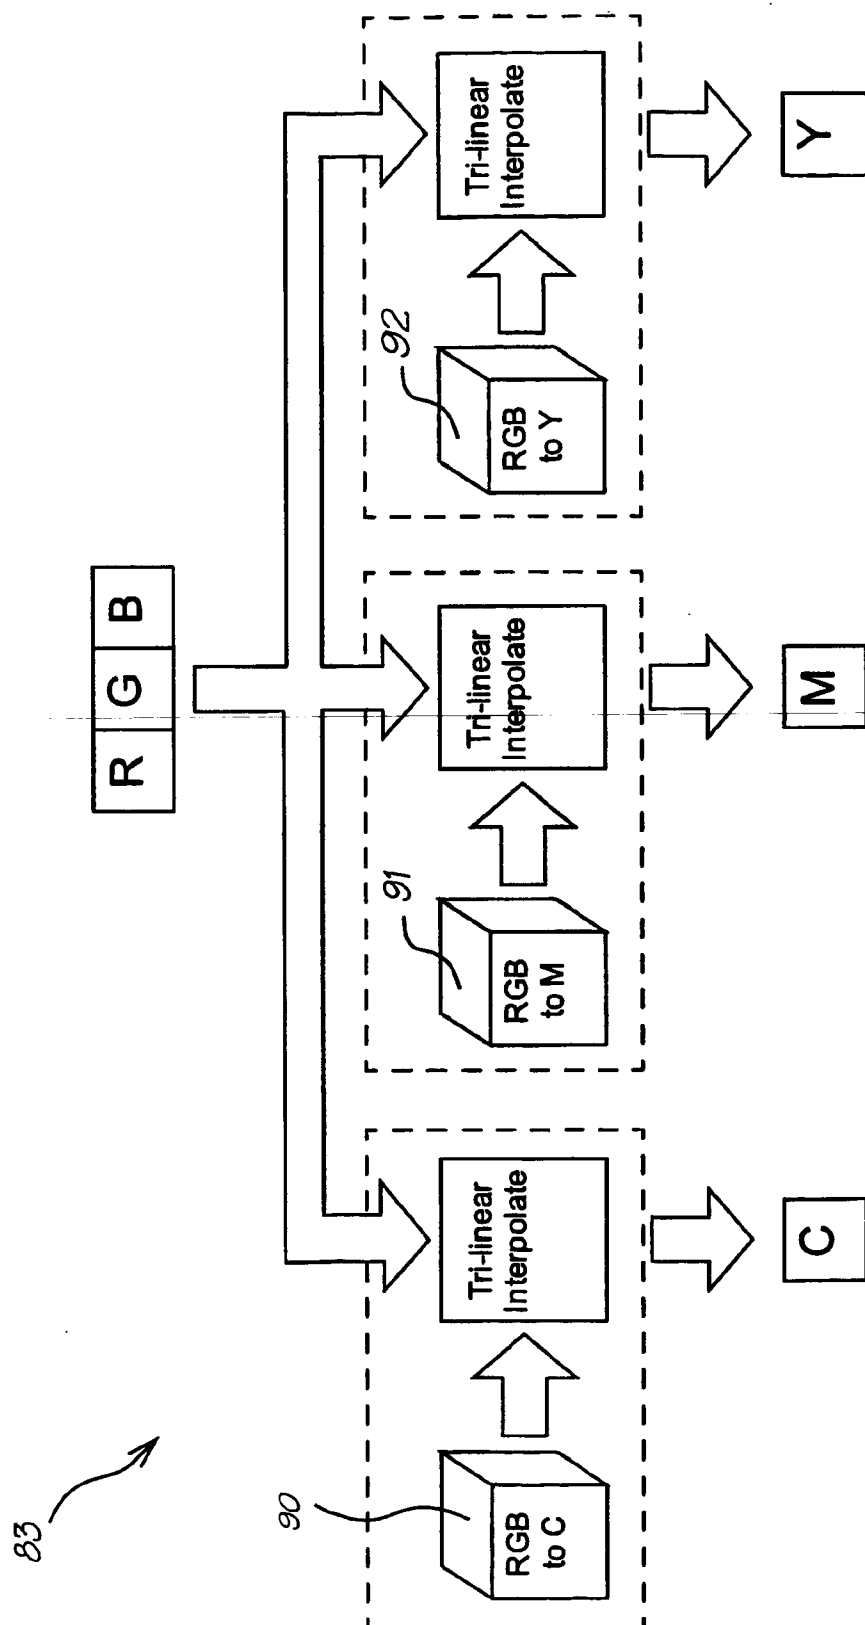 83
R G B
90
RGB
to C
Tri-linear
Interpolate
91
RGB
to M
Tri-linear
Interpolate
92
RGB
to Y
Tri-linear
Interpolate
C
M
Y